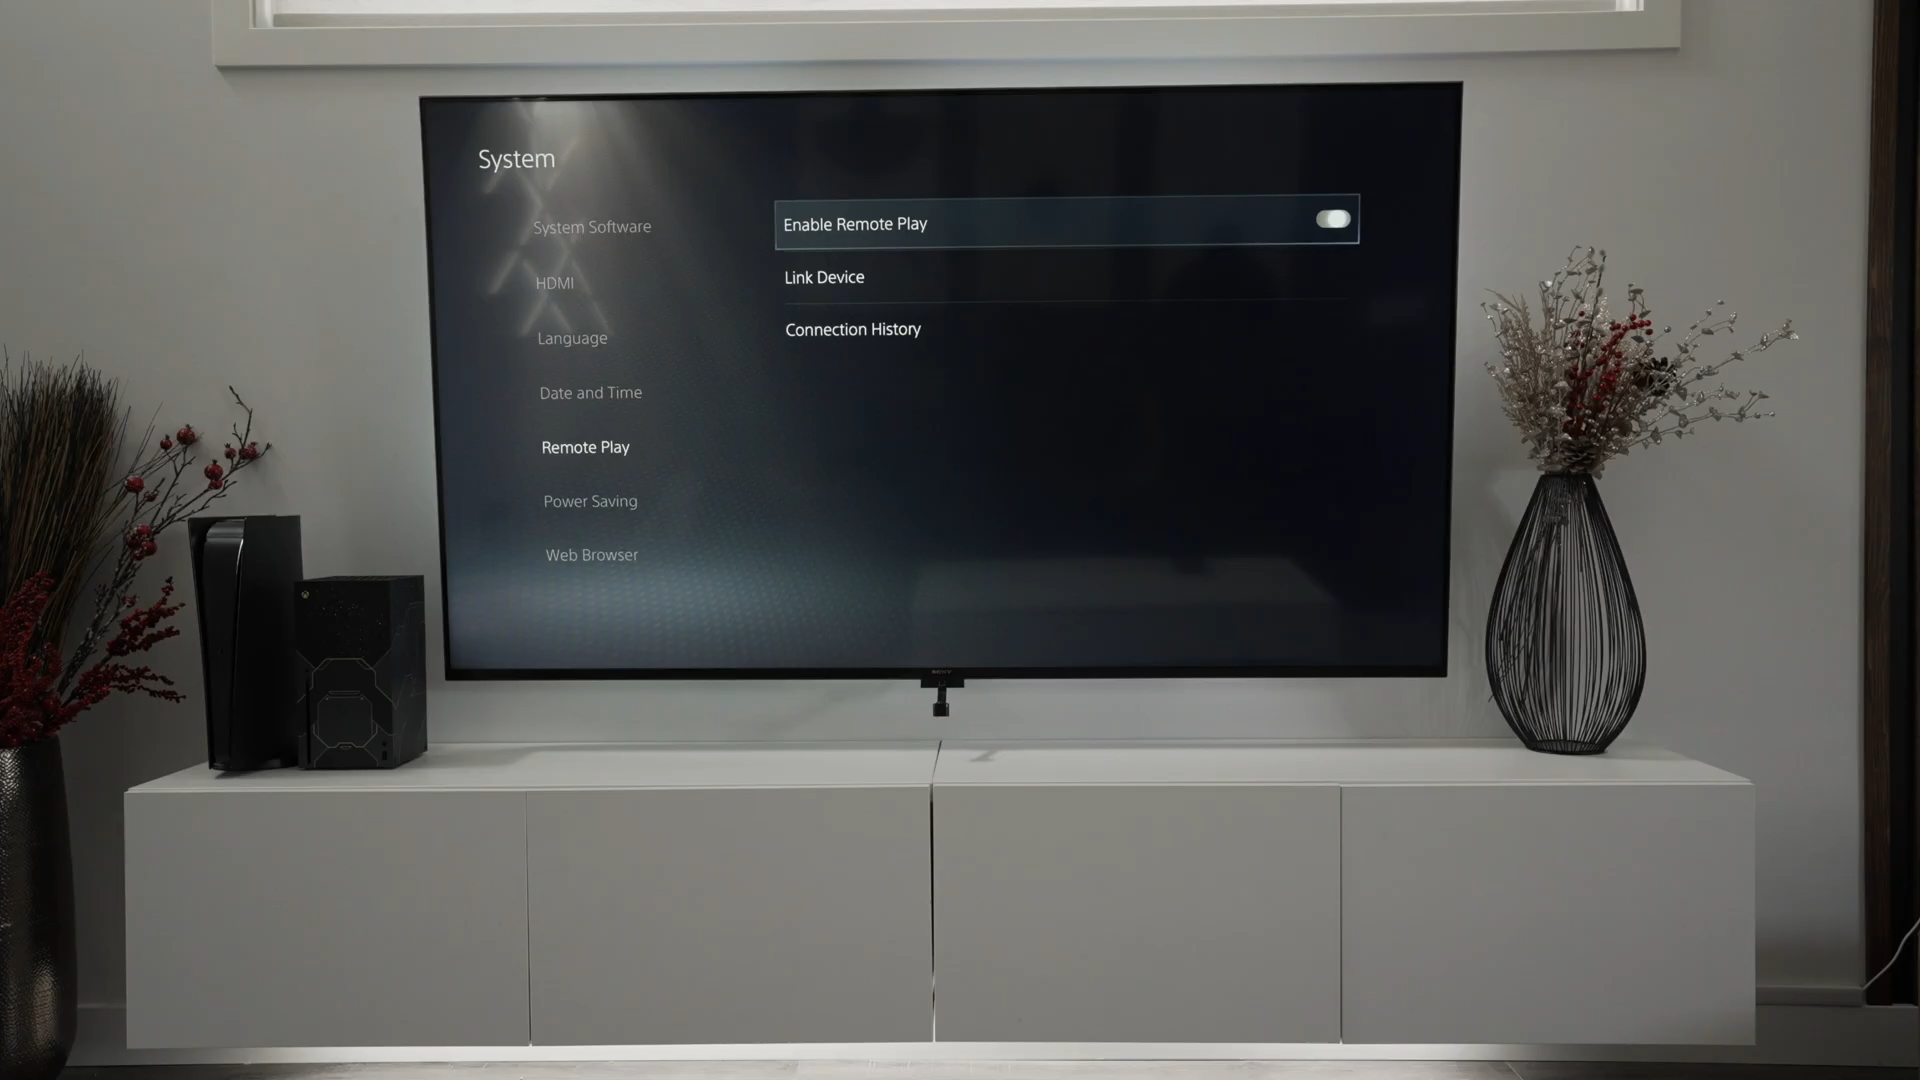 System
System Software
HDMI
Language
Date and Time
Remote Play
Power Saving
Web Browser
Enable Remote Play
Link Device
Connection History
SONY